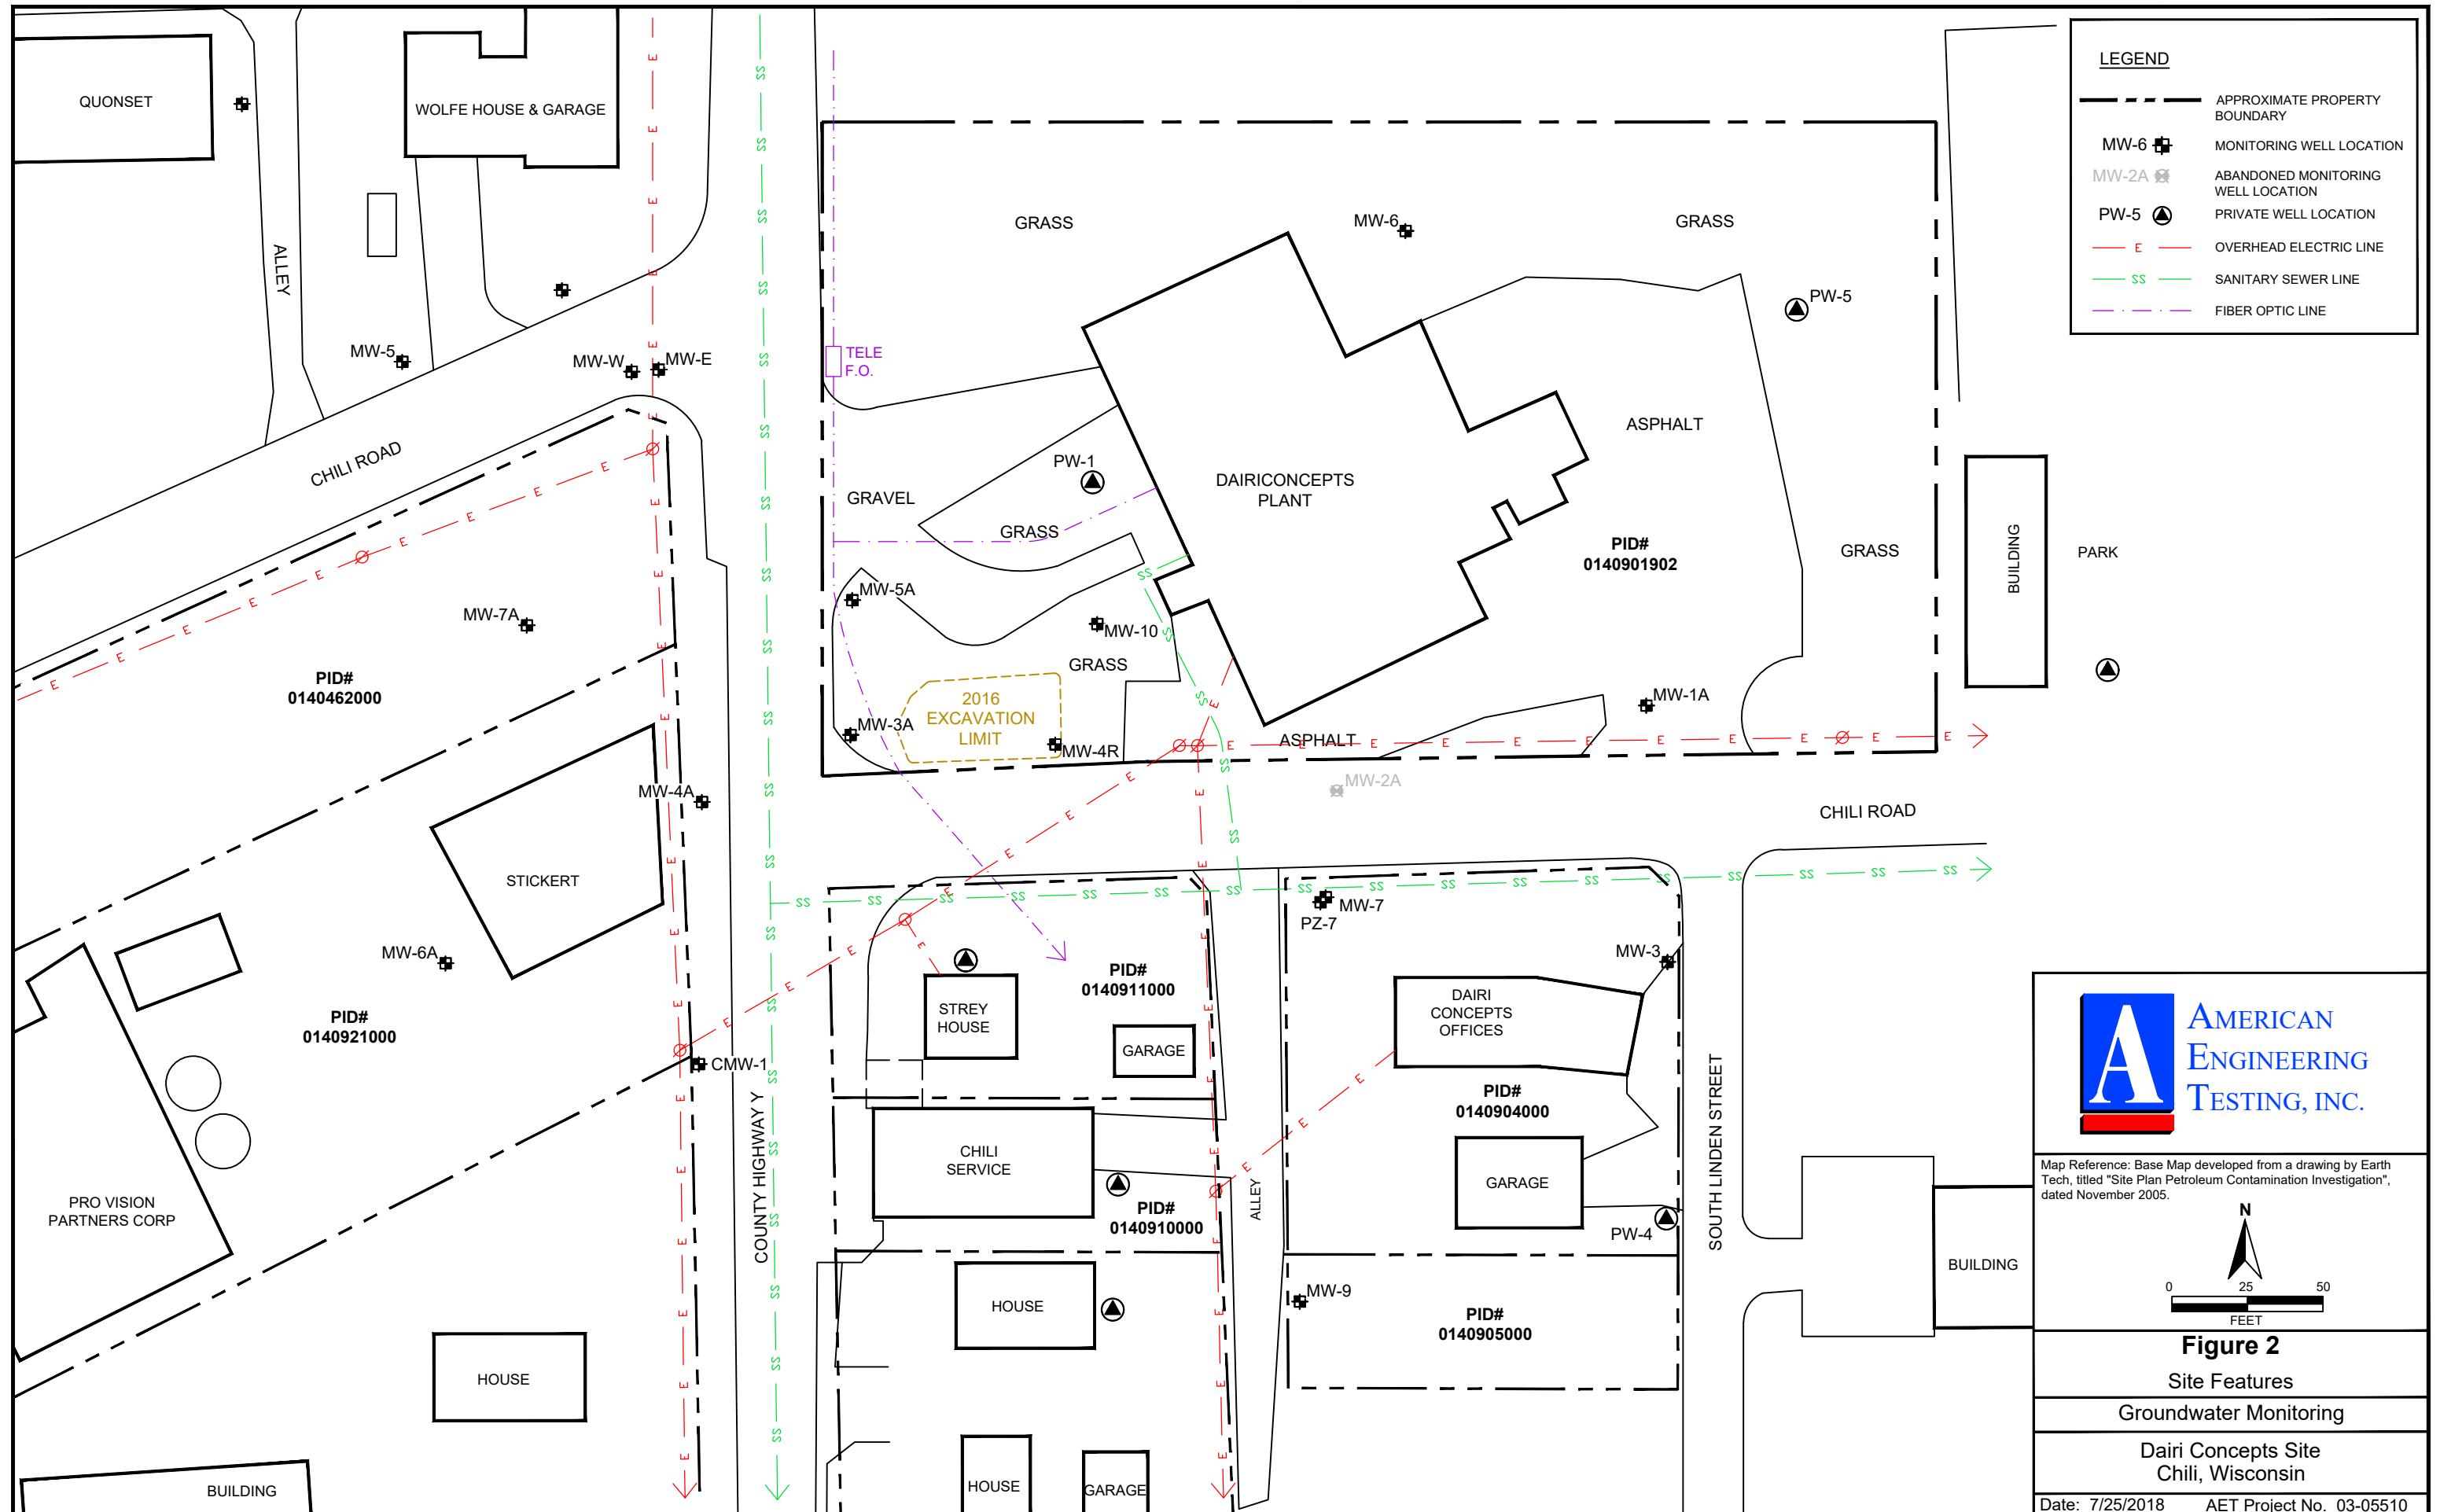 QUONSET
WOLFE HOUSE & GARAGE
ALLEY
MW-5
MW-W
MW-E
CHILI ROAD
TELE
F.O.
GRASS
MW-6
GRASS
PW-5
ASPHALT
PW-1
GRAVEL
GRASS
DAIRICONCEPTS
PLANT
PID#
0140901902
GRASS
BUILDING
PARK
MW-5A
MW-10
GRASS
MW-7A
PID#
0140462000
2016
EXCAVATION
LIMIT
MW-3A
MW-4R
ASPHALT
MW-1A
MW-4A
MW-2A
CHILI ROAD
STICKERT
MW-6A
PID#
0140921000
CMW-1
PRO VISION
PARTNERS CORP
COUNTY HIGHWAY Y
HOUSE
BUILDING
STREY
HOUSE
PID#
0140911000
GARAGE
CHILI
SERVICE
PID#
0140910000
ALLEY
HOUSE
HOUSE
GARAGE
MW-7
PZ-7
MW-3
DAIRI
CONCEPTS
OFFICES
PID#
0140904000
GARAGE
PW-4
MW-9
PID#
0140905000
SOUTH LINDEN STREET
BUILDING
E
SS
LEGEND
APPROXIMATE PROPERTY
BOUNDARY
MW-6 MONITORING WELL LOCATION
MW-2A ABANDONED MONITORING
WELL LOCATION
PW-5 PRIVATE WELL LOCATION
E OVERHEAD ELECTRIC LINE
SS SANITARY SEWER LINE
FIBER OPTIC LINE
A
AMERICAN
ENGINEERING
TESTING, INC.
Map Reference: Base Map developed from a drawing by Earth
Tech, titled "Site Plan Petroleum Contamination Investigation",
dated November 2005.
N
0 25 50
FEET
Figure 2
Site Features
Groundwater Monitoring
Dairi Concepts Site
Chili, Wisconsin
Date: 7/25/2018 AET Project No. 03-05510